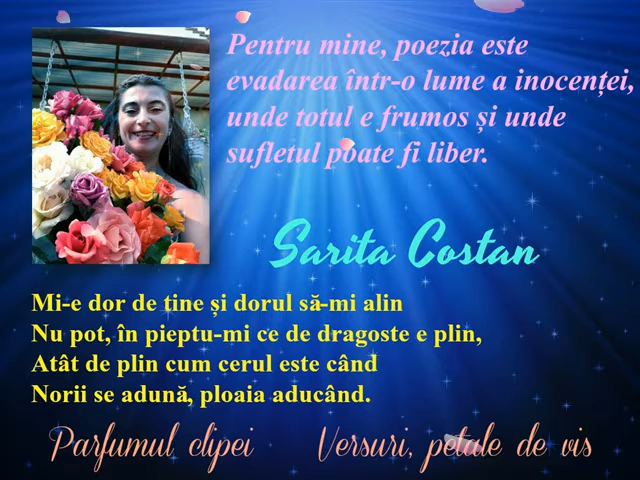 Pentru mine, poezia este
evadarea într-o lume a inocenței,
unde totul e frumos și unde
sufletul poate fi liber.
Sarita Costan
Mi-e dor de tine și dorul să-mi alin
Nu pot, în pieptu-mi ce de dragoste e plin,
Atât de plin cum cerul este când
Norii se adună, ploaia aducând.
Parfumul clipei Versuri, petale de vis